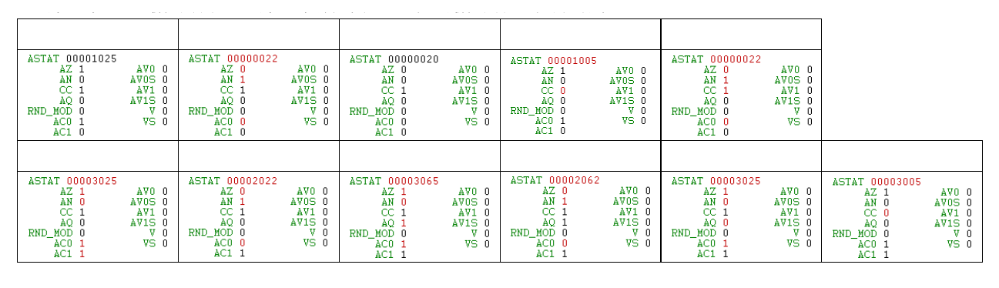 ASTAT 00001025
AZ 1 AV0 0
AN 0 AV0S 0
CC 1 AV1 0
AQ 0 AV1S 0
RND_MOD 0 V 0
AC0 1 VS 0
AC1 0
ASTAT 00000022
AZ 0 AV0 0
AN 1 AV0S 0
CC 1 AV1 0
AQ 0 AV1S 0
RND_MOD 0 V 0
AC0 0 VS 0
AC1 0
ASTAT 00000020
AZ 0 AV0 0
AN 0 AV0S 0
CC 1 AV1 0
AQ 0 AV1S 0
RND_MOD 0 V 0
AC0 0 VS 0
AC1 0
ASTAT 00001005
AZ 1 AV0 0
AN 0 AV0S 0
CC 0 AV1 0
AQ 0 AV1S 0
RND_MOD 0 V 0
AC0 1 VS 0
AC1 0
ASTAT 00000022
AZ 0 AV0 0
AN 1 AV0S 0
CC 1 AV1 0
AQ 0 AV1S 0
RND_MOD 0 V 0
AC0 0 VS 0
AC1 0
ASTAT 00003025
AZ 1 AV0 0
AN 0 AV0S 0
CC 1 AV1 0
AQ 0 AV1S 0
RND_MOD 0 V 0
AC0 1 VS 0
AC1 1
ASTAT 00002022
AZ 0 AV0 0
AN 1 AV0S 0
CC 1 AV1 0
AQ 0 AV1S 0
RND_MOD 0 V 0
AC0 0 VS 0
AC1 1
ASTAT 00003065
AZ 1 AV0 0
AN 0 AV0S 0
CC 1 AV1 0
AQ 1 AV1S 0
RND_MOD 0 V 0
AC0 1 VS 0
AC1 1
ASTAT 00002062
AZ 0 AV0 0
AN 1 AV0S 0
CC 1 AV1 0
AQ 1 AV1S 0
RND_MOD 0 V 0
AC0 0 VS 0
AC1 1
ASTAT 00003025
AZ 1 AV0 0
AN 0 AV0S 0
CC 1 AV1 0
AQ 0 AV1S 0
RND_MOD 0 V 0
AC0 1 VS 0
AC1 1
ASTAT 00003005
AZ 1 AV0 0
AN 0 AV0S 0
CC 0 AV1 0
AQ 0 AV1S 0
RND_MOD 0 V 0
AC0 1 VS 0
AC1 1